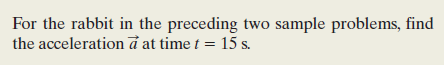 For the rabbit in the preceding two sample problems, find
the acceleration a⃗ at time t = 15 s.